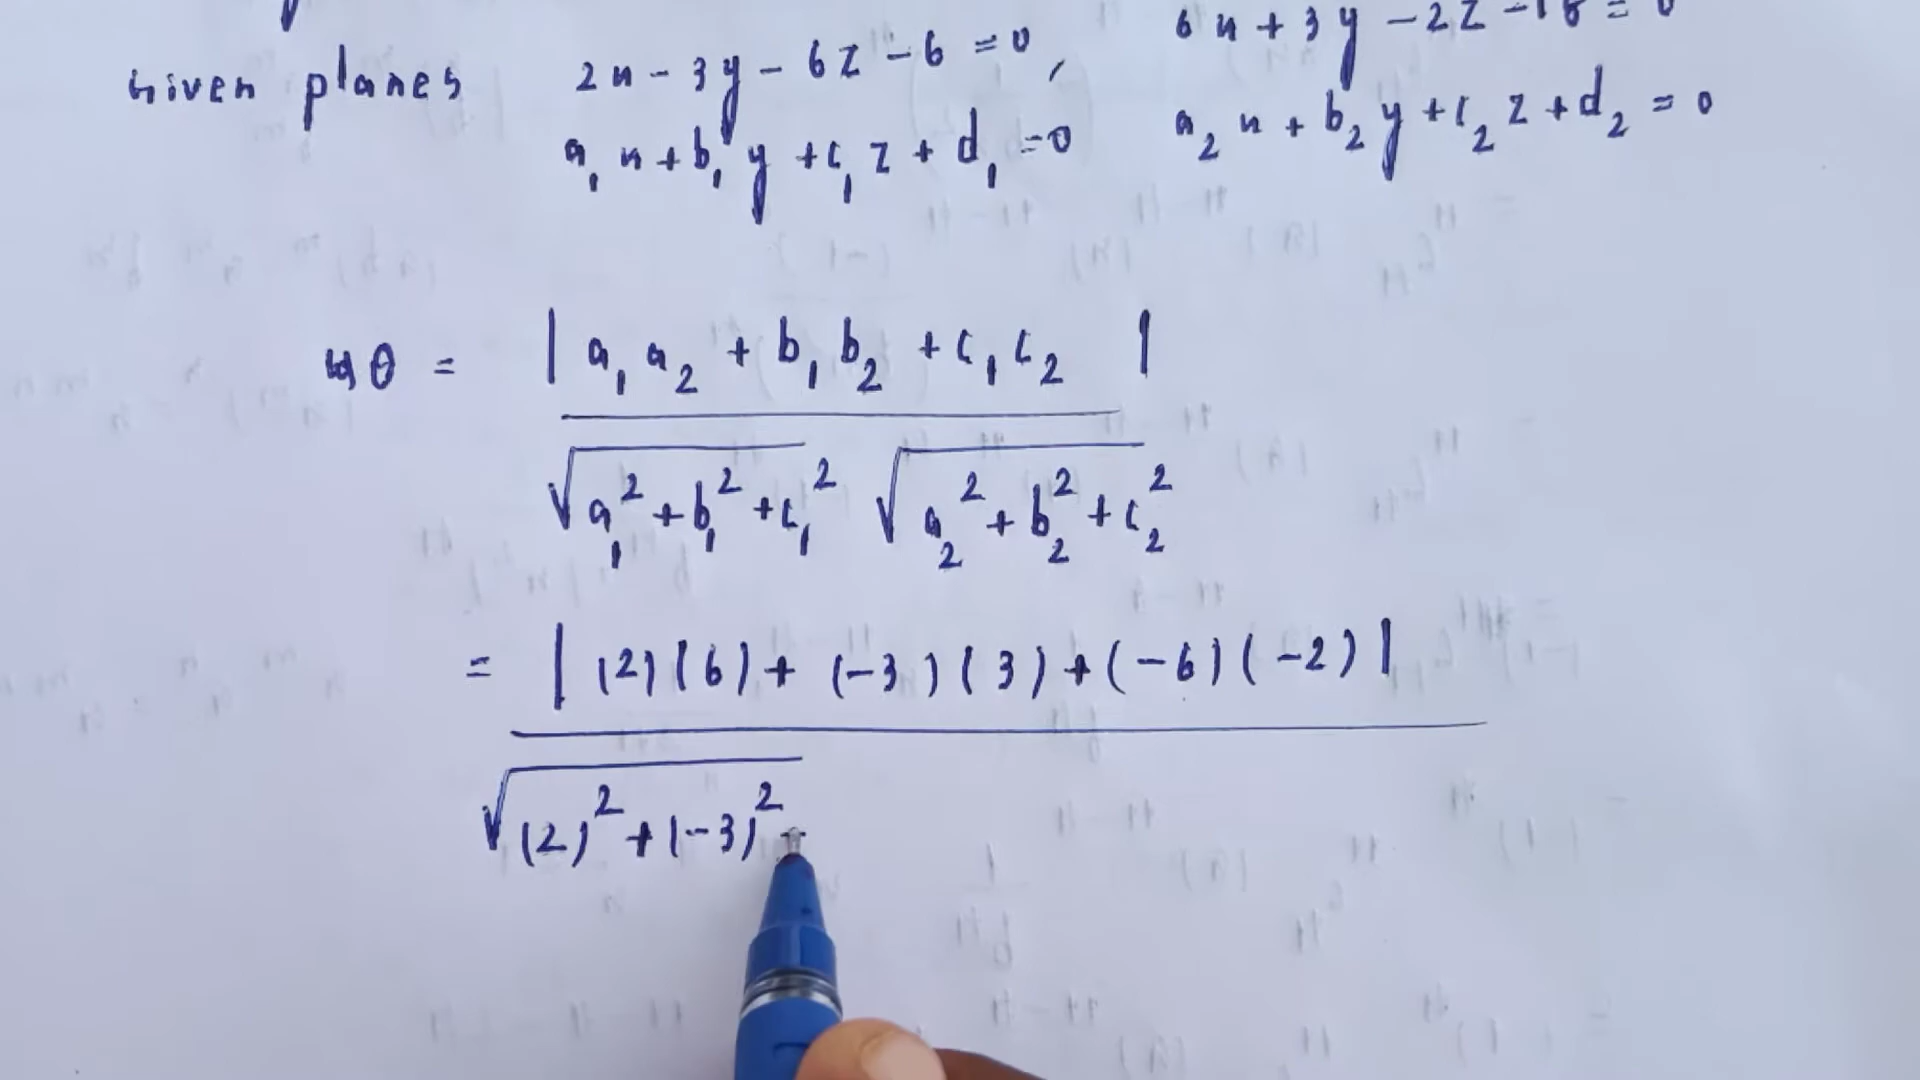 6x + 3y - 2z - 18 = 0
Given planes 2x - 3y - 6z - 6 = 0,
a₁x + b₁y + c₁z + d₁ = 0 a₂x + b₂y + c₂z + d₂ = 0
cos θ = | a₁a₂ + b₁b₂ + c₁c₂ |
√a₁² + b₁² + c₁² √a₂² + b₂² + c₂²
= | (2)(6) + (-3)(3) + (-6)(-2) |
√(2)² + (-3)² +